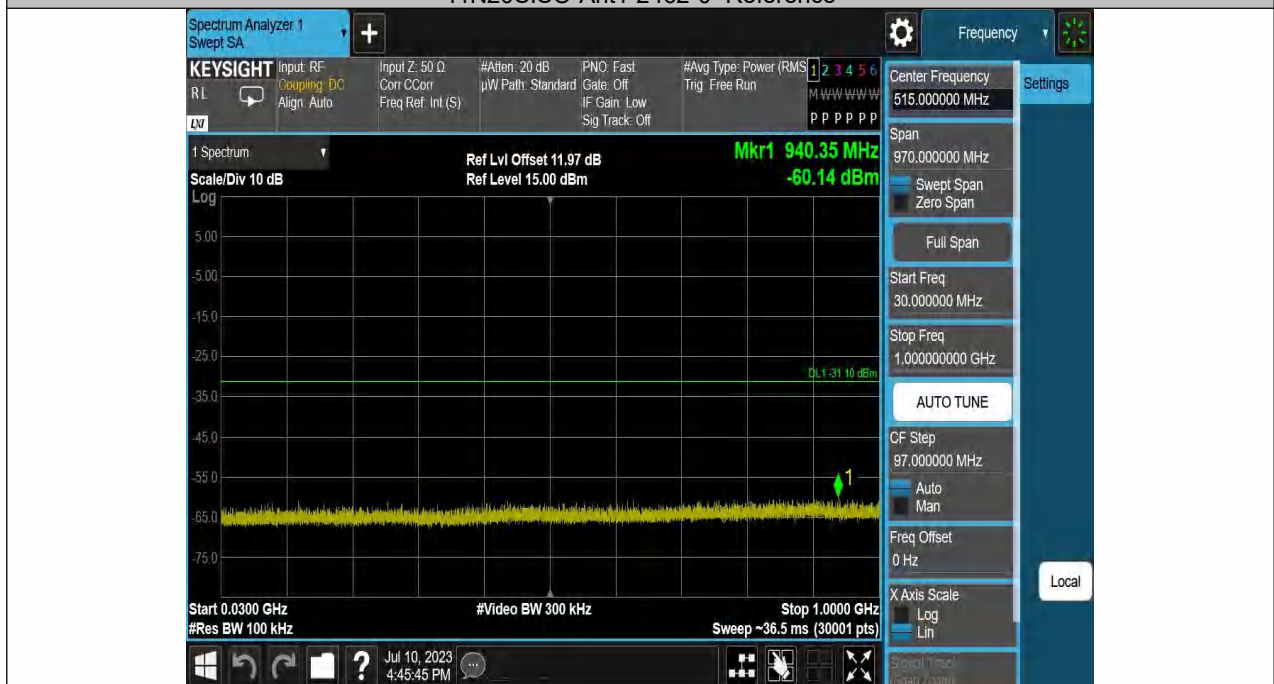 Spectrum Analyzer 1
Swept SA
+
Frequency
KEYSIGHT
RL
LXI
Input: RF
Coupling: DC
Align: Auto
Input Z: 50 Ω
Corr CCorr
Freq Ref: Int (S)
#Atten: 20 dB
µW Path: Standard
PNO: Fast
Gate: Off
IF Gain: Low
Sig Track: Off
#Avg Type: Power (RMS
Trig: Free Run
1 2 3 4 5 6
M W W W W W
P P P P P P
Center Frequency
515.000000 MHz
Settings
1 Spectrum
Scale/Div 10 dB
Log
Ref Lvl Offset 11.97 dB
Ref Level 15.00 dBm
Mkr1 940.35 MHz
-60.14 dBm
Span
970.000000 MHz
Swept Span
Zero Span
Full Span
Start Freq
30.000000 MHz
Stop Freq
1.000000000 GHz
AUTO TUNE
CF Step
97.000000 MHz
Auto
Man
Freq Offset
0 Hz
X Axis Scale
Log
Lin
Local
5.00
-5.00
-15.0
-25.0
DL1 -31.10 dBm
-35.0
-45.0
-55.0
1
-65.0
-75.0
Start 0.0300 GHz
#Res BW 100 kHz
#Video BW 300 kHz
Stop 1.0000 GHz
Sweep ~36.5 ms (30001 pts)
?
Jul 10, 2023
4:45:45 PM